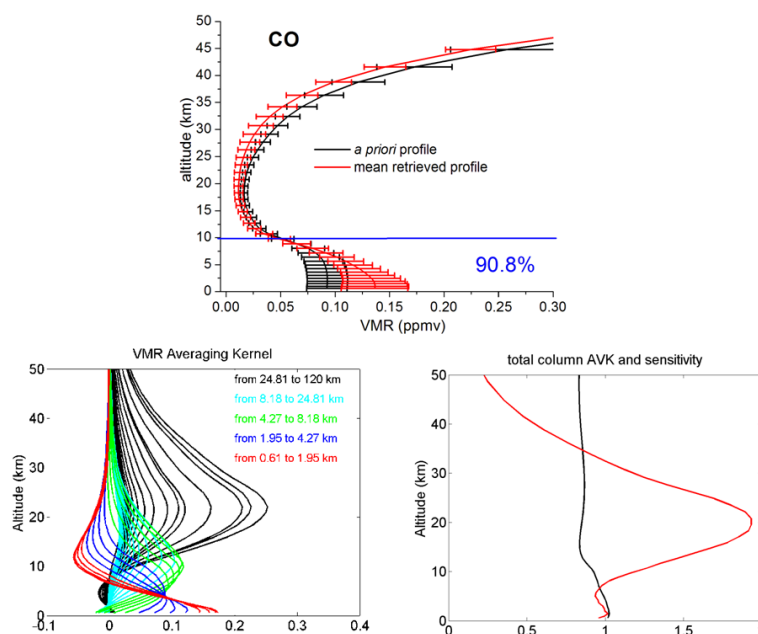 CO
50
45
40
35
30
25
20
15
10
5
0
altitude (km)
a priori profile
mean retrieved profile
90.8%
0.00 0.05 0.10 0.15 0.20 0.25 0.30
VMR (ppmv)
VMR Averaging Kernel
50
40
30
20
10
0
Altitude (km)
from 24.81 to 120 km
from 8.18 to 24.81 km
from 4.27 to 8.18 km
from 1.95 to 4.27 km
from 0.61 to 1.95 km
-0.1 0 0.1 0.2 0.3 0.4
total column AVK and sensitivity
50
40
30
20
10
0
Altitude (km)
0 0.5 1 1.5